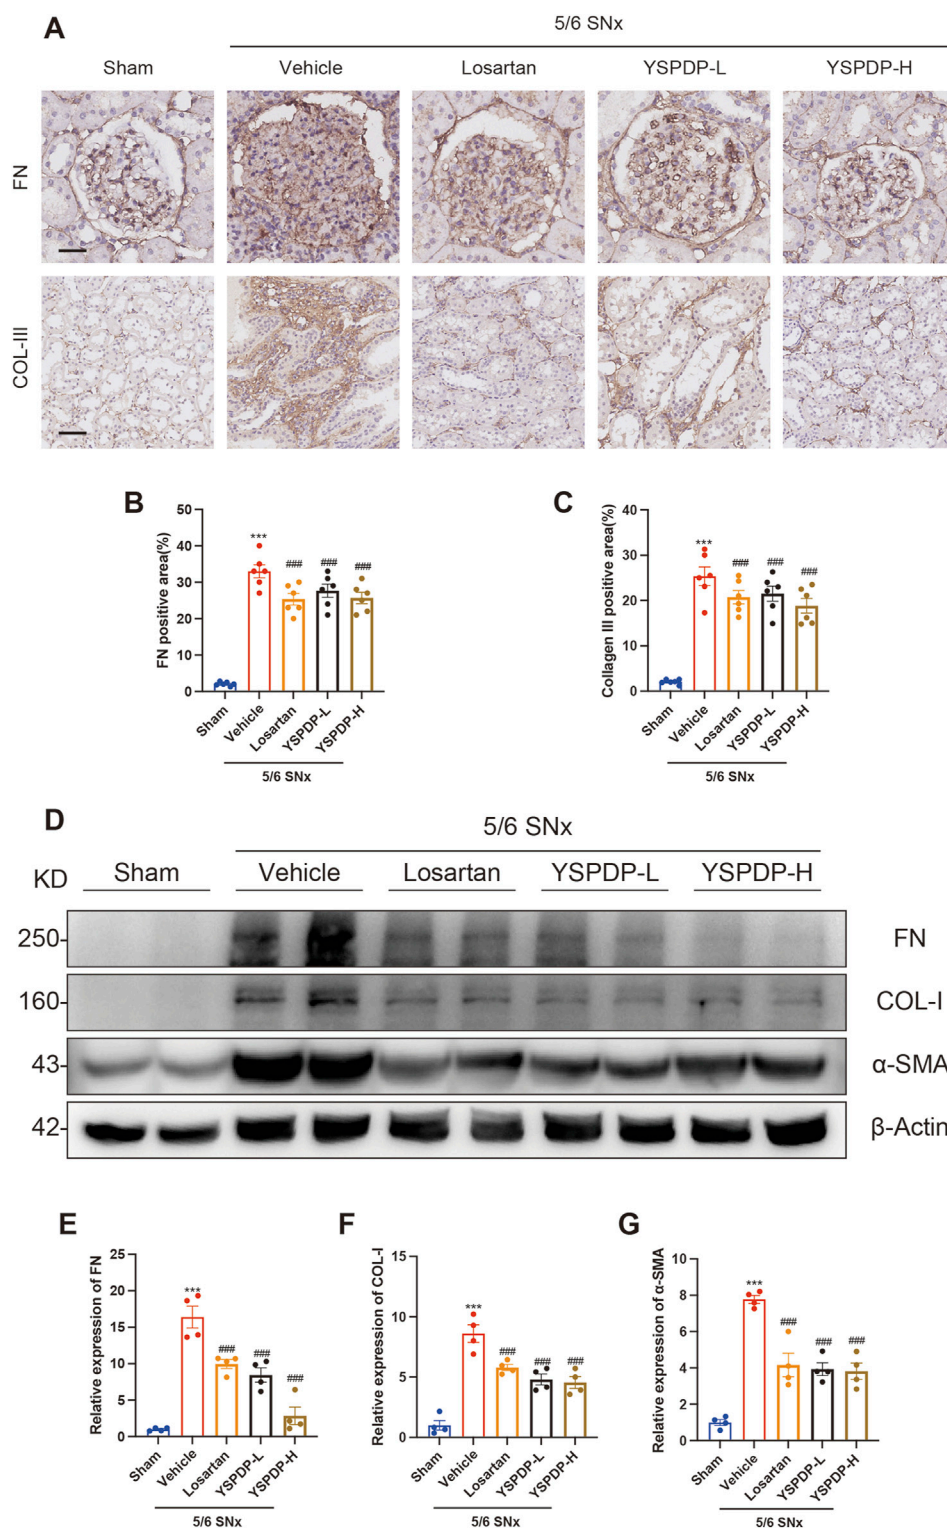 A
5/6 SNx
Sham Vehicle Losartan YSPDP-L YSPDP-H
FN
COL-III
B
FN positive area(%)
50
40
30
20
10
0
***
###
###
###
Sham
Vehicle
Losartan
YSPDP-L
YSPDP-H
5/6 SNx
C
Collagen III positive area(%)
40
30
20
10
0
***
###
###
###
Sham
Vehicle
Losartan
YSPDP-L
YSPDP-H
5/6 SNx
D
5/6 SNx
KD Sham Vehicle Losartan YSPDP-L YSPDP-H
250 FN
160 COL-I
43 α-SMA
42 β-Actin
E
Relative expression of FN
25
20
15
10
5
0
***
###
###
###
Sham
Vehicle
Losartan
YSPDP-L
YSPDP-H
5/6 SNx
F
Relative expression of COL-I
15
10
5
0
***
###
###
###
Sham
Vehicle
Losartan
YSPDP-L
YSPDP-H
5/6 SNx
G
Relative expression of α-SMA
10
8
6
4
2
0
***
###
###
###
Sham
Vehicle
Losartan
YSPDP-L
YSPDP-H
5/6 SNx